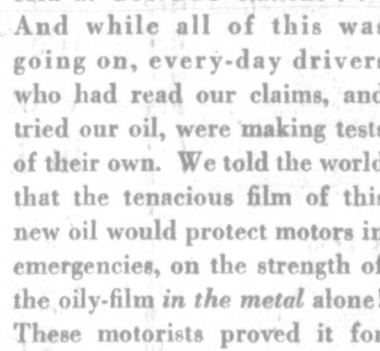 And while all of this was
going on, every-day drivers
who had read our claims, and
tried our oil, were making tests
of their own. We told the world
that the tenacious film of this
new oil would protect motors in
emergencies, on the strength of
the oily-film in the metal alone!
These motorists proved it for